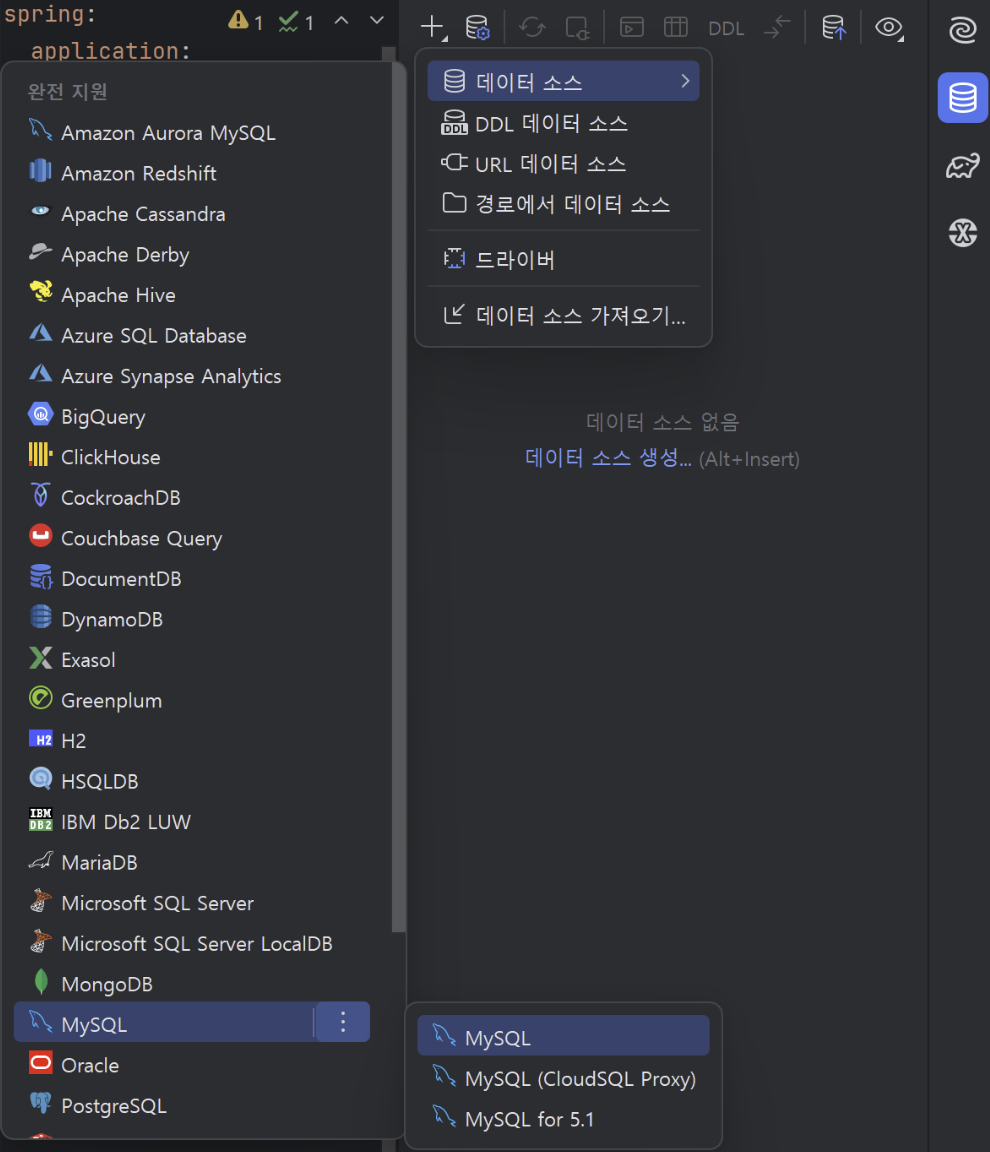 spring:
1
1
application:
완전 지원
Amazon Aurora MySQL
Amazon Redshift
Apache Cassandra
Apache Derby
Apache Hive
Azure SQL Database
Azure Synapse Analytics
BigQuery
ClickHouse
CockroachDB
Couchbase Query
DocumentDB
DynamoDB
Exasol
Greenplum
H2
H2
HSQLDB
IBM
DB2
IBM Db2 LUW
MariaDB
Microsoft SQL Server
Microsoft SQL Server LocalDB
MongoDB
MySQL
Oracle
PostgreSQL
DDL
데이터 소스
DDL
DDL 데이터 소스
URL 데이터 소스
경로에서 데이터 소스
드라이버
데이터 소스 가져오기...
데이터 소스 없음
데이터 소스 생성... (Alt+Insert)
MySQL
MySQL (CloudSQL Proxy)
MySQL for 5.1